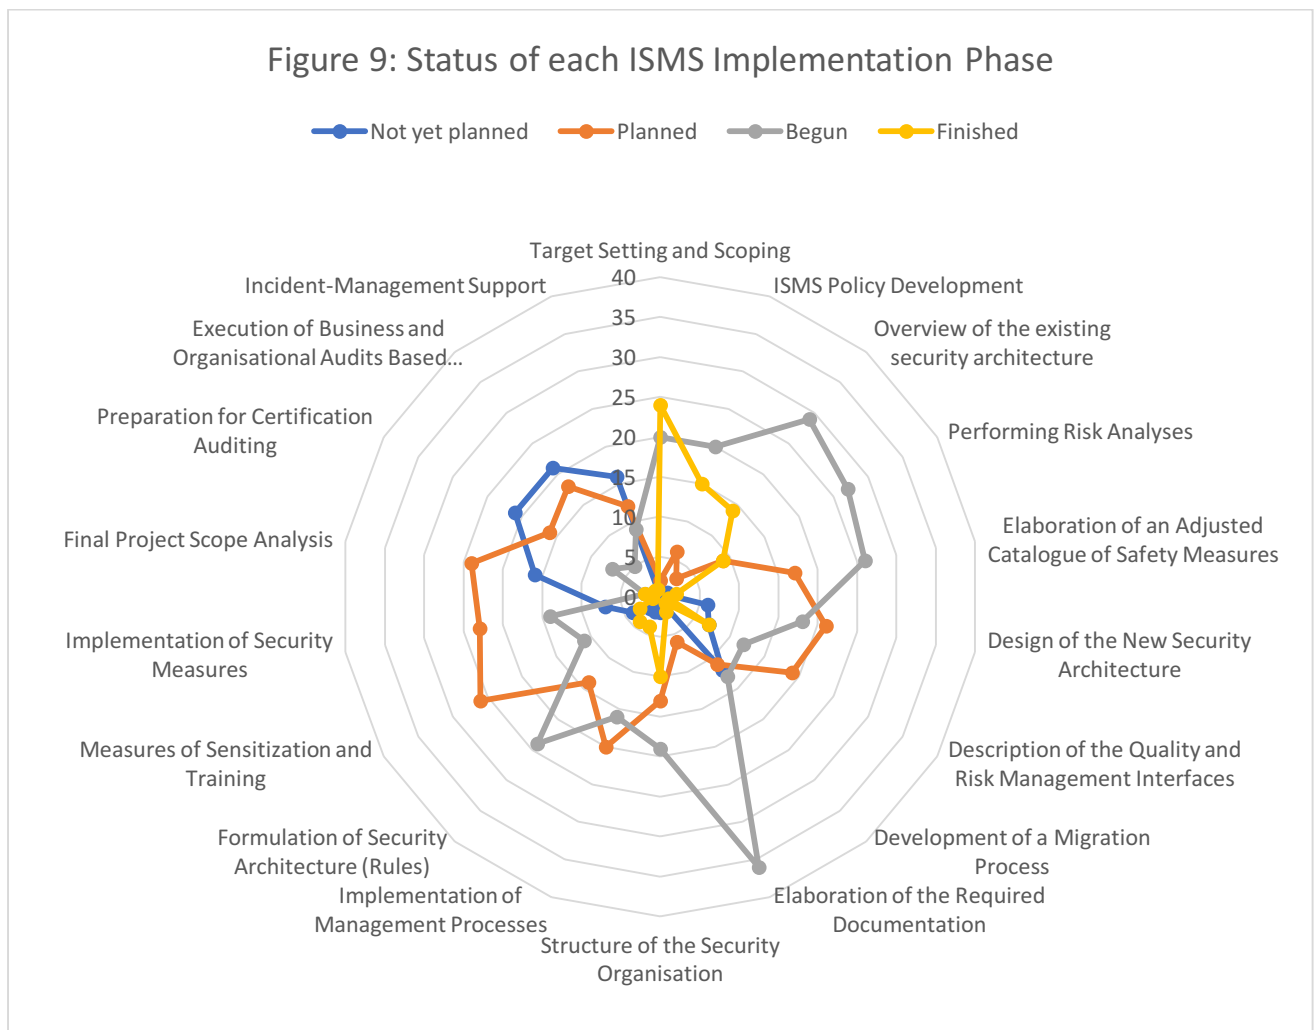 Figure 9: Status of each ISMS Implementation Phase
Not yet planned
Planned
Begun
Finished
Target Setting and Scoping
ISMS Policy Development
Overview of the existing
security architecture
Performing Risk Analyses
Elaboration of an Adjusted
Catalogue of Safety Measures
Design of the New Security
Architecture
Description of the Quality and
Risk Management Interfaces
Development of a Migration
Process
Elaboration of the Required
Documentation
Structure of the Security
Organisation
Implementation of
Management Processes
Formulation of Security
Architecture (Rules)
Measures of Sensitization and
Training
Implementation of Security
Measures
Final Project Scope Analysis
Preparation for Certification
Auditing
Execution of Business and
Organisational Audits Based...
Incident-Management Support
40
35
30
25
20
15
10
5
0